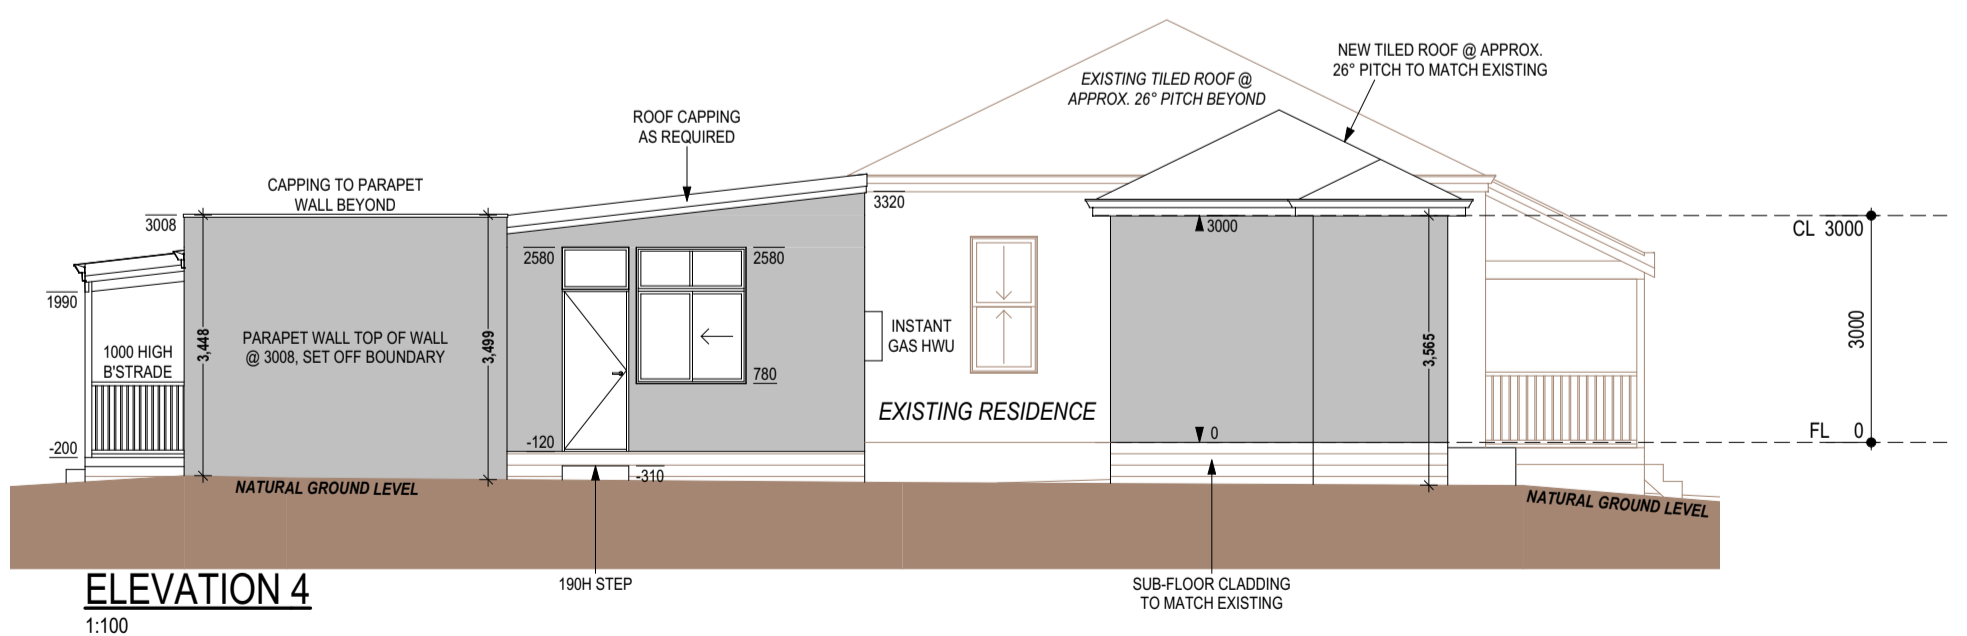 NEW TILED ROOF @ APPROX.
26° PITCH TO MATCH EXISTING
EXISTING TILED ROOF @
APPROX. 26° PITCH BEYOND
ROOF CAPPING
AS REQUIRED
CAPPING TO PARAPET
WALL BEYOND
3008
3320
3000
CL 3000
2580
2580
1990
3,448
PARAPET WALL TOP OF WALL
@ 3008, SET OFF BOUNDARY
3,499
1000 HIGH
B'STRADE
INSTANT
GAS HWU
780
3,565
3000
EXISTING RESIDENCE
-200
-120
0
FL 0
-310
NATURAL GROUND LEVEL
NATURAL GROUND LEVEL
190H STEP
SUB-FLOOR CLADDING
TO MATCH EXISTING
ELEVATION 4
1:100